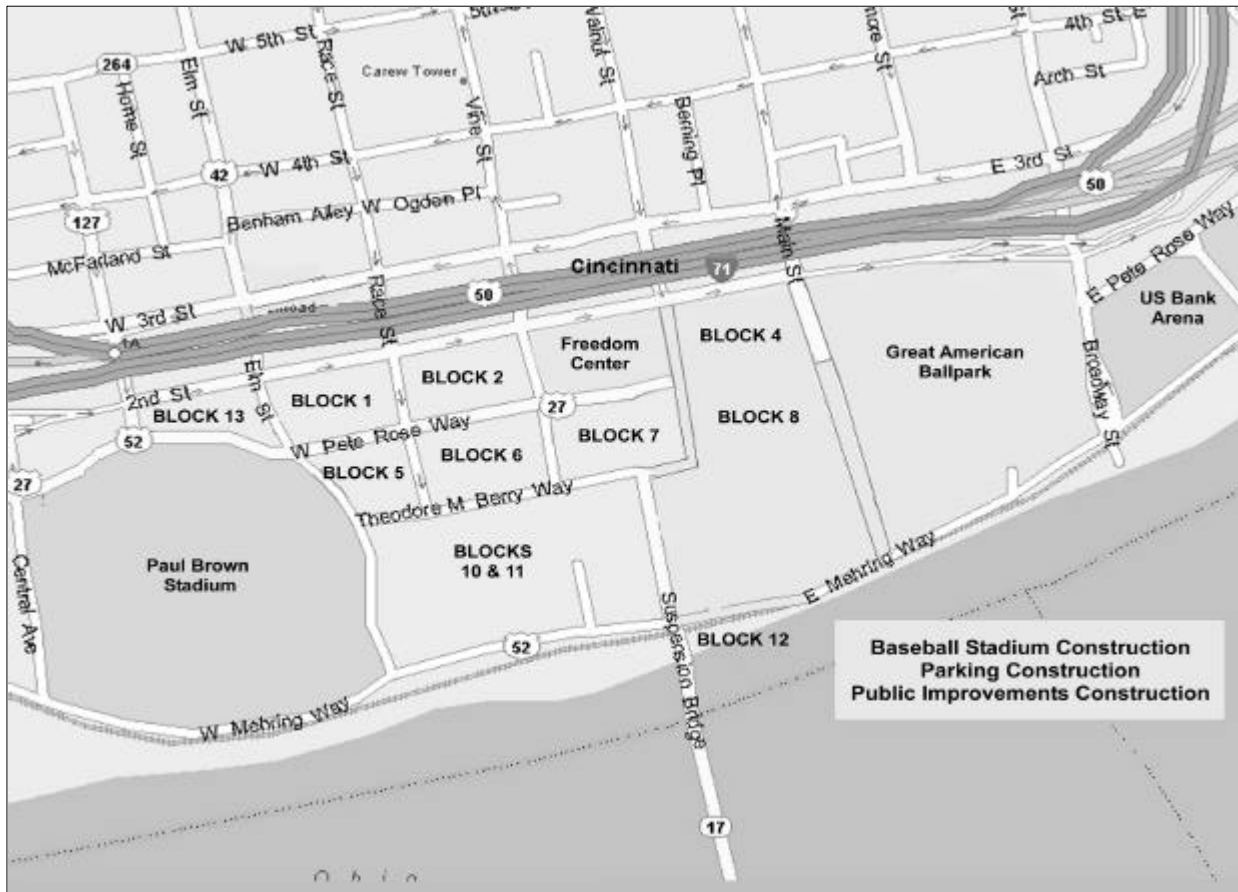 W 5th St
Walnut St
4th St
264
Elm St
Race St
Carew Tower
Arch St
Home St
Vine St
Berning Pl
W 4th St
42
E 3rd St
50
Benham Alley W Ogden Pl
127
Main St
McFarland St
E Pete Rose Way
Cincinnati
71
Race St
50
US Bank
Arena
W 3rd St
Freedom
Center
BLOCK 4
Great American
Ballpark
Broadway St
2nd St
Elm St
BLOCK 1
BLOCK 2
BLOCK 13
27
BLOCK 8
52
W Pete Rose Way
BLOCK 7
BLOCK 5
BLOCK 6
27
Theodore M Berry Way
Central Ave
Paul Brown
Stadium
BLOCKS
10 & 11
E Mehring Way
Suspension Bridge
52
BLOCK 12
Baseball Stadium Construction
Parking Construction
Public Improvements Construction
W Mehring Way
17
Ohio